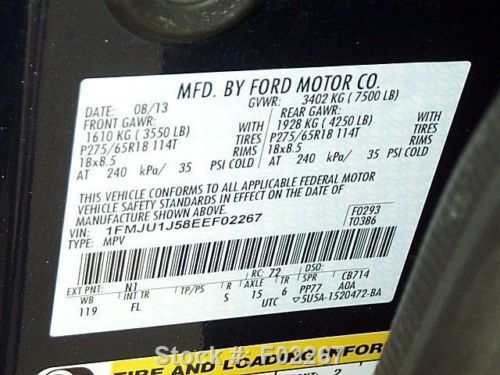 MFD. BY FORD MOTOR CO.
DATE: 08/13 GVWR: 3402 KG (7500 LB)
FRONT GAWR: REAR GAWR:
1610 KG (3550 LB) WITH 1928 KG (4250 LB) WITH
P275/65R18 114T TIRES P275/65R18 114T TIRES
18x8.5 RIMS 18x8.5 RIMS
AT 240 kPa/ 35 PSI COLD AT 240 kPa/ 35 PSI COLD
THIS VEHICLE CONFORMS TO ALL APPLICABLE FEDERAL MOTOR
VEHICLE SAFETY STANDARDS IN EFFECT ON THE DATE OF
MANUFACTURE SHOWN ABOVE.
VIN: 1FMJU1J58EEF02267 F0293
TYPE: MPV T03B6
EXT PNT: N1 RC: 72 DSO: CB714
WB INT TR TP/PS R AXLE TR A0A
119 FL S 15 6 PP77
UTC 5U5A-1520472-BA
Stock #: F02267
TIRE AND LOADING INFOR
FRONT 2